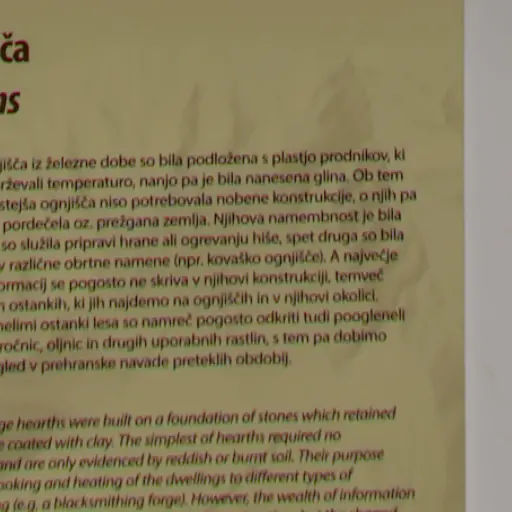 ča
ns
jišča iz železne dobe so bila podložena s plastjo prodnikov, ki
rževali temperaturo, nanjo pa je bila nanesena glina. Ob tem
stejša ognjišča niso potrebovala nobene konstrukcije, o njih pa
pordečela oz. prežgana zemlja. Njihova namembnost je bila
so služila pripravi hrane ali ogrevanju hiše, spet druga so bila
v različne obrtne namene (npr. kovaško ognjišče). A največje
ormacij se pogosto ne skriva v njihovi konstrukciji, temveč
h ostankih, ki jih najdemo na ognjiščih in v njihovi okolici.
nelimi ostanki lesa so namreč pogosto odkriti tudi poogleneli
ročnic, oljnic in drugih uporabnih rastlin, s tem pa dobimo
gled v prehranske navade preteklih obdobij.
ge hearths were built on a foundation of stones which retained
e coated with clay. The simplest of hearths required no
and are only evidenced by reddish or burnt soil. Their purpose
ooking and heating of the dwellings to different types of
g (e.g. a blacksmithing forge). However, the wealth of information